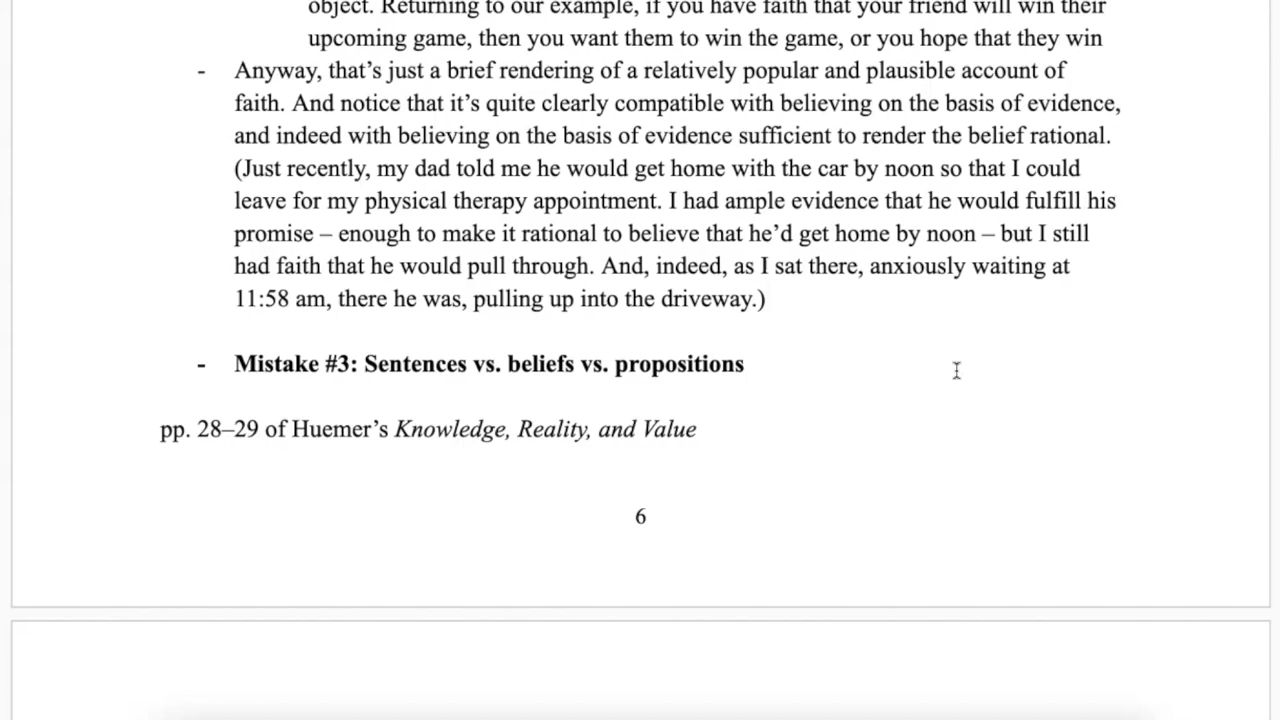 object. Returning to our example, if you have faith that your friend will win their
upcoming game, then you want them to win the game, or you hope that they win
- Anyway, that’s just a brief rendering of a relatively popular and plausible account of
faith. And notice that it’s quite clearly compatible with believing on the basis of evidence,
and indeed with believing on the basis of evidence sufficient to render the belief rational.
(Just recently, my dad told me he would get home with the car by noon so that I could
leave for my physical therapy appointment. I had ample evidence that he would fulfill his
promise – enough to make it rational to believe that he’d get home by noon – but I still
had faith that he would pull through. And, indeed, as I sat there, anxiously waiting at
11:58 am, there he was, pulling up into the driveway.)
- Mistake #3: Sentences vs. beliefs vs. propositions
pp. 28–29 of Huemer’s Knowledge, Reality, and Value
6